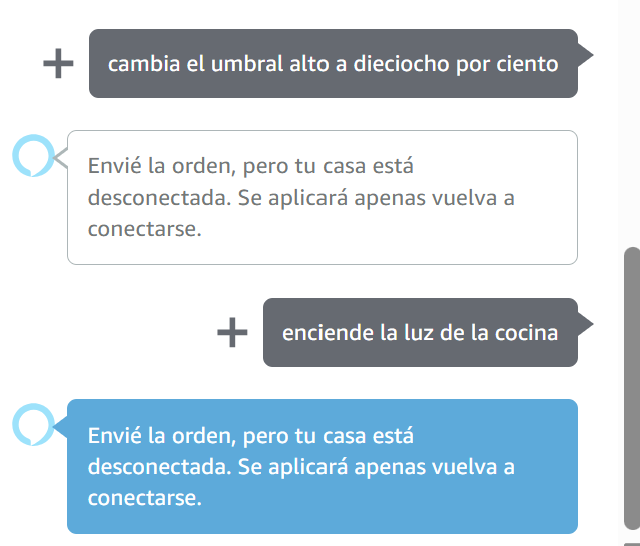 cambia el umbral alto a dieciocho por ciento
Envié la orden, pero tu casa está
desconectada. Se aplicará apenas vuelva a
conectarse.
enciende la luz de la cocina
Envié la orden, pero tu casa está
desconectada. Se aplicará apenas vuelva a
conectarse.